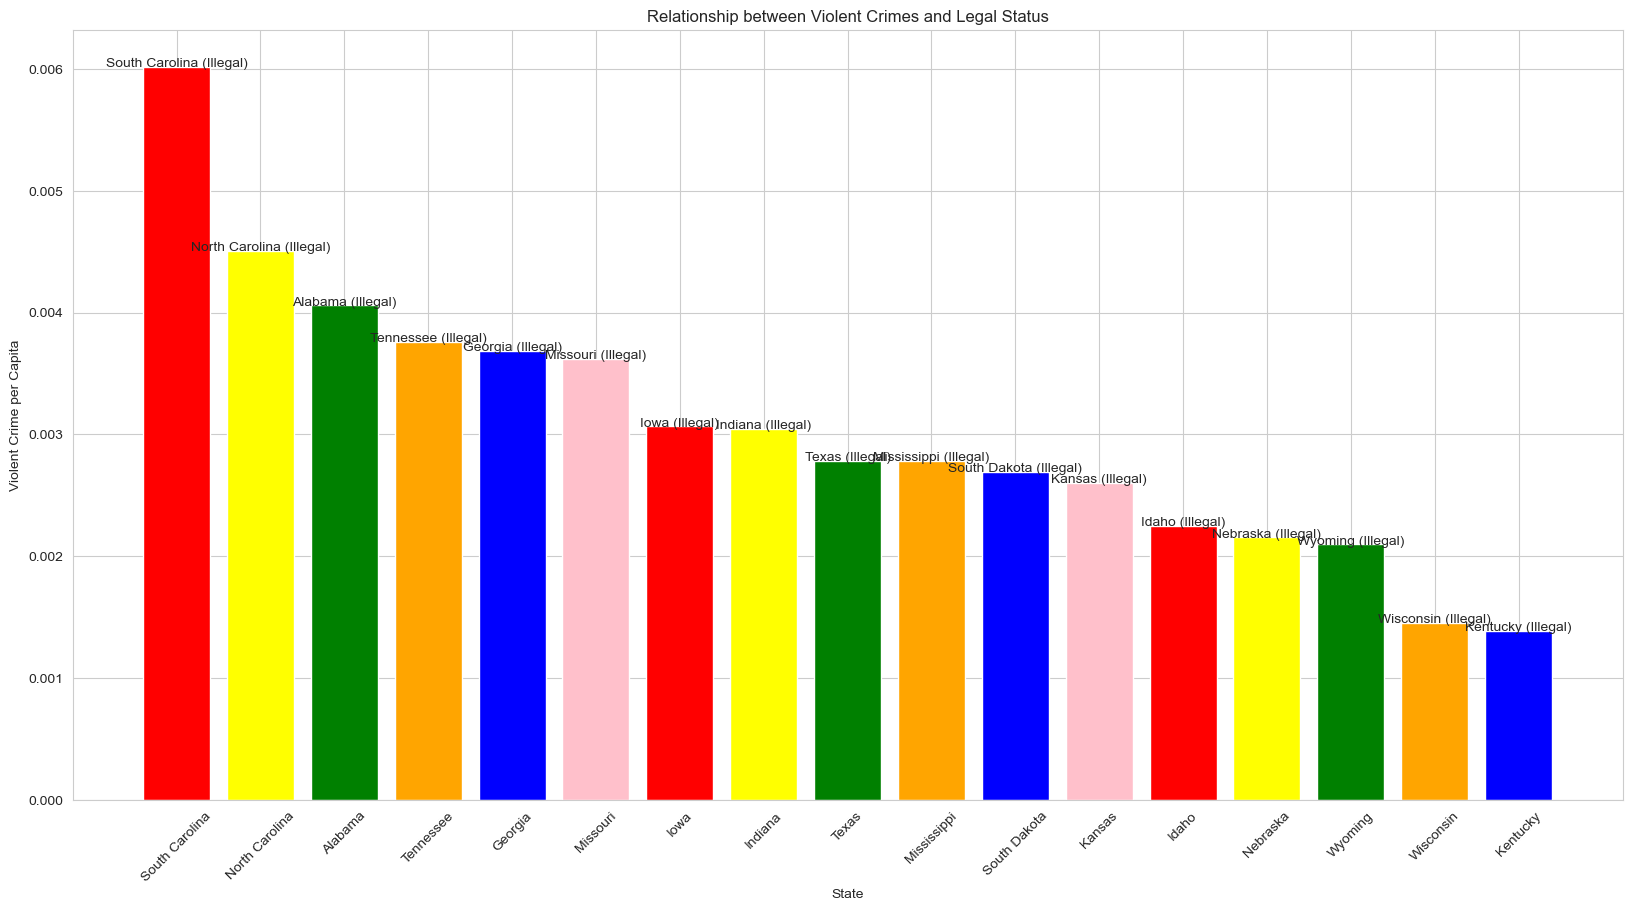 Relationship between Violent Crimes and Legal Status
Violent Crime per Capita
0.006
0.005
0.004
0.003
0.002
0.001
0.000
South Carolina (Illegal)
North Carolina (Illegal)
Alabama (Illegal)
Tennessee (Illegal)
Georgia (Illegal)
Missouri (Illegal)
Iowa (Illegal)
Indiana (Illegal)
Texas (Illegal)
Mississippi (Illegal)
South Dakota (Illegal)
Kansas (Illegal)
Idaho (Illegal)
Nebraska (Illegal)
Wyoming (Illegal)
Wisconsin (Illegal)
Kentucky (Illegal)
South Carolina
North Carolina
Alabama
Tennessee
Georgia
Missouri
Iowa
Indiana
Texas
Mississippi
South Dakota
Kansas
Idaho
Nebraska
Wyoming
Wisconsin
Kentucky
State